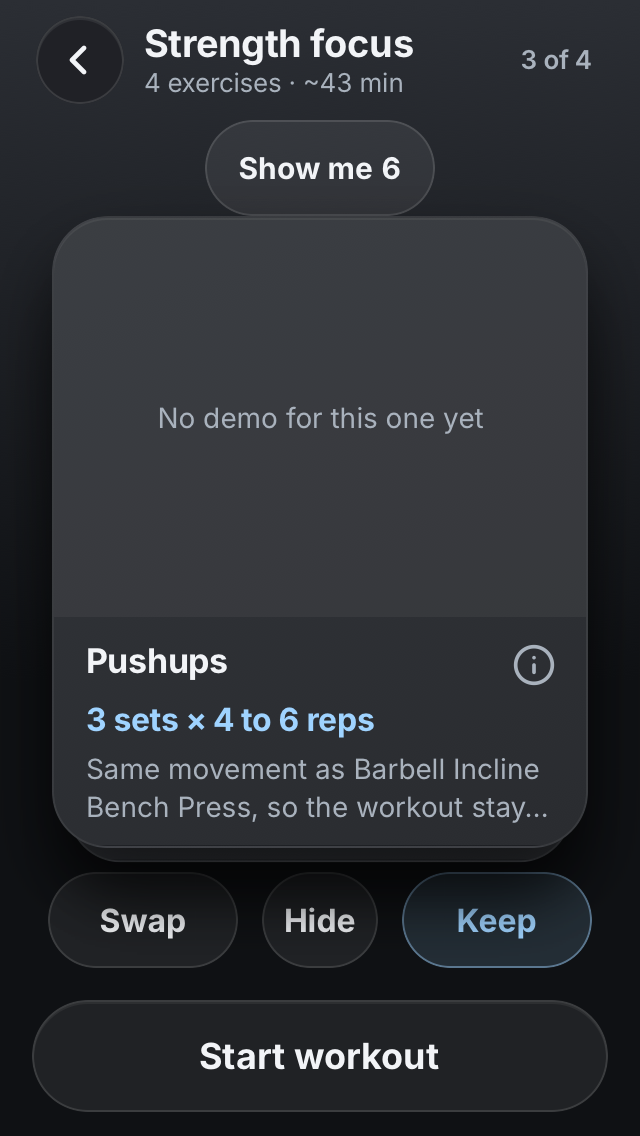 Strength focus
4 exercises · ~43 min
3 of 4
Show me 6
No demo for this one yet
Pushups
3 sets × 4 to 6 reps
Same movement as Barbell Incline
Bench Press, so the workout stay...
Swap
Hide
Keep
Start workout